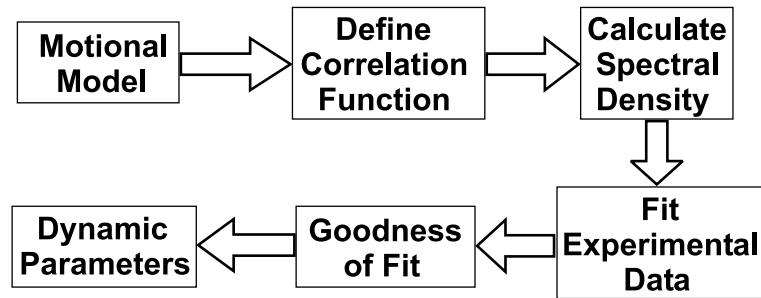 Motional
Model
Define
Correlation
Function
Calculate
Spectral
Density
Fit
Experimental
Data
Goodness
of Fit
Dynamic
Parameters